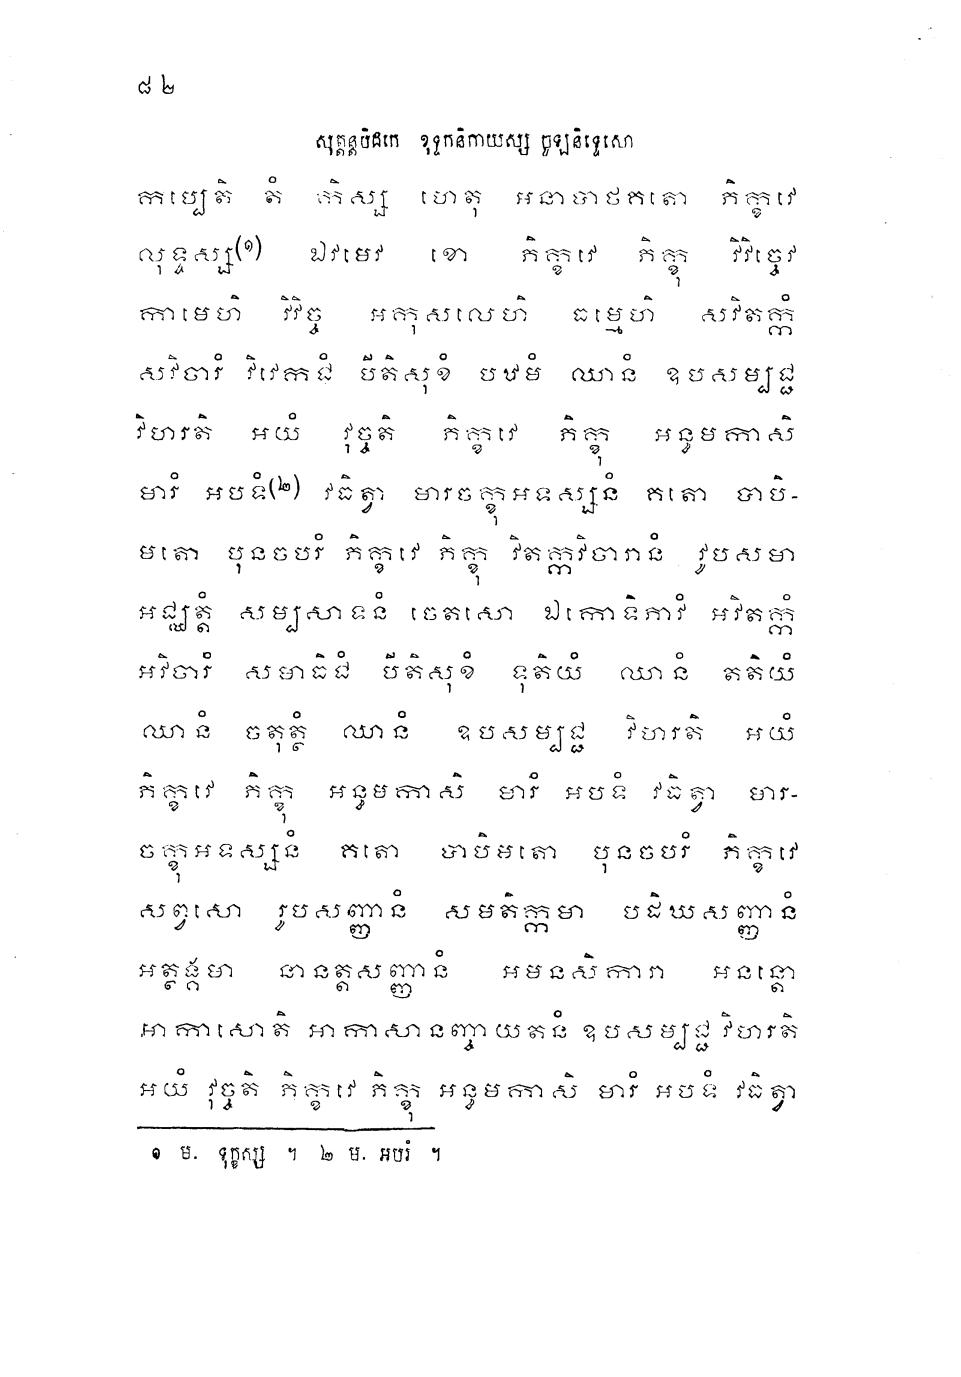 ៨២
សុត្តន្តបិដកេ ខុទ្ទកនិកាយស្ស ចូឡនិទ្ទេសោ
កប្បេតិ តំ កិស្ស ហេតុ អនាបាថគតោ ភិក្ខវេ
លុទ្ទស្ស(១) ឯវមេវ ខោ ភិក្ខវេ ភិក្ខុ វិវិច្ចេវ
កាមេហិ វិវិច្ច អកុសលេហិ ធម្មេហិ សវិតក្កំ
សវិចារំ វិវេកជំ បីតិសុខំ បឋមំ ឈានំ ឧបសម្បជ្ជ
វិហរតិ អយំ វុច្ចតិ ភិក្ខវេ ភិក្ខុ អន្ធមកាសិ
មារំ អបទំ(២) វធិត្វា មារចក្ខុអទស្សនំ គតោ បាបិ-
មតោ បុនចបរំ ភិក្ខវេ ភិក្ខុ វិតក្កវិចារានំ វូបសមា
អជ្ឈត្តំ សម្បសាទនំ ចេតសោ ឯកោទិភាវំ អវិតក្កំ
អវិចារំ សមាធិជំ បីតិសុខំ ទុតិយំ ឈានំ តតិយំ
ឈានំ ចតុត្ថំ ឈានំ ឧបសម្បជ្ជ វិហរតិ អយំ
ភិក្ខវេ ភិក្ខុ អន្ធមកាសិ មារំ អបទំ វធិត្វា មារ-
ចក្ខុអទស្សនំ គតោ បាបិមតោ បុនចបរំ ភិក្ខវេ
សព្វសោ រូបសញ្ញានំ សមតិក្កមា បដិឃសញ្ញានំ
អត្ថង្គមា នានត្តសញ្ញានំ អមនសិការា អនន្តោ
អាកាសោតិ អាកាសានញ្ចាយតនំ ឧបសម្បជ្ជ វិហរតិ
អយំ វុច្ចតិ ភិក្ខវេ ភិក្ខុ អន្ធមកាសិ មារំ អបទំ វធិត្វា
១ ម. ទុក្ខស្ស ។ ២ ម. អបរំ ។